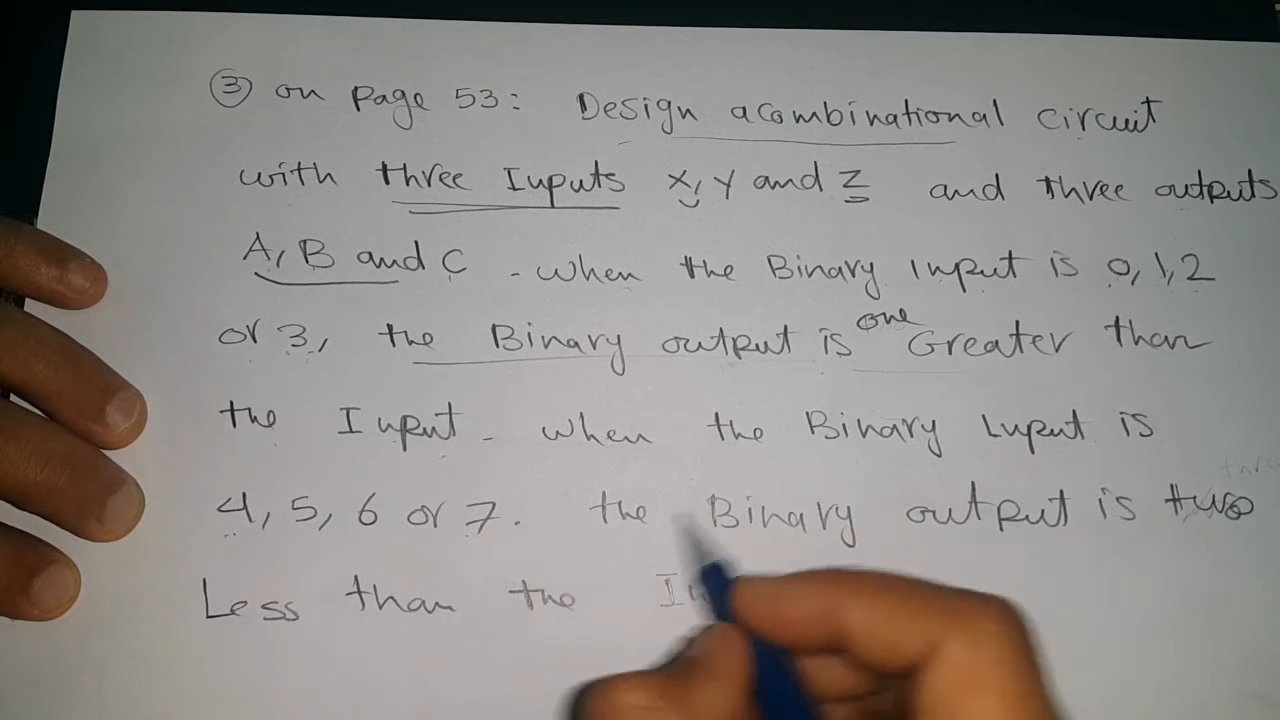 ③ on page 53: Design a combinational circuit
with three Inputs X, Y and Z and three outputs
A, B and C - when the Binary Input is 0, 1, 2
or 3, the Binary output is one Greater than
the Input - when the Binary Input is
4, 5, 6 or 7. the Binary output is two
Less than the